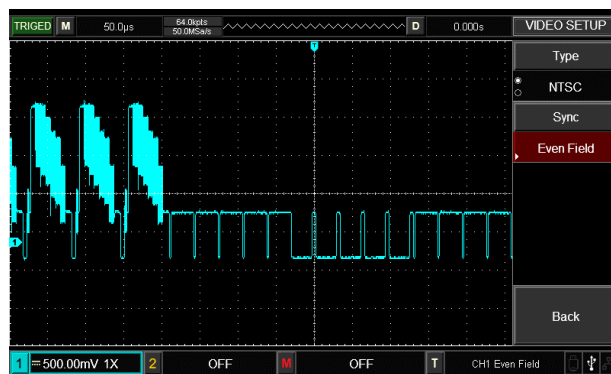 TRIGED M 50.0µs 64.0kpts D 0.000s VIDEO SETUP
50.0MSa/s
T
Type
NTSC
Sync
Even Field
1
Back
1 500.00mV 1X 2 OFF M OFF T CH1 Even Field